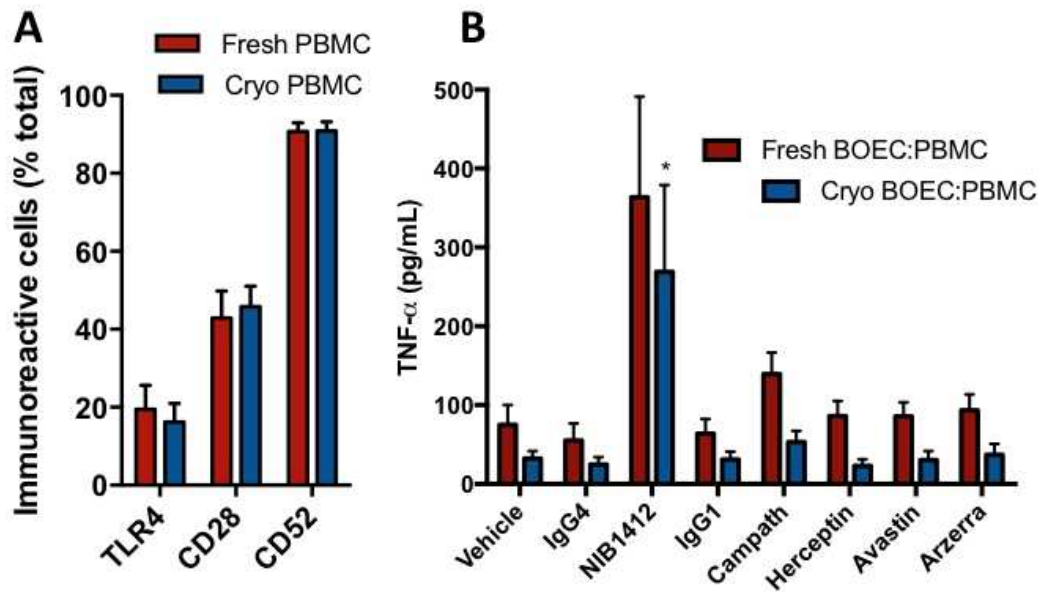 A
Fresh PBMC
Cryo PBMC
Immunoreactive cells (% total)
100
80
60
40
20
0
TLR4
CD28
CD52
B
Fresh BOEC:PBMC
Cryo BOEC:PBMC
TNF-α (pg/mL)
500
400
300
200
100
0
*
Vehicle
IgG4
NIB1412
IgG1
Campath
Herceptin
Avastin
Arzerra